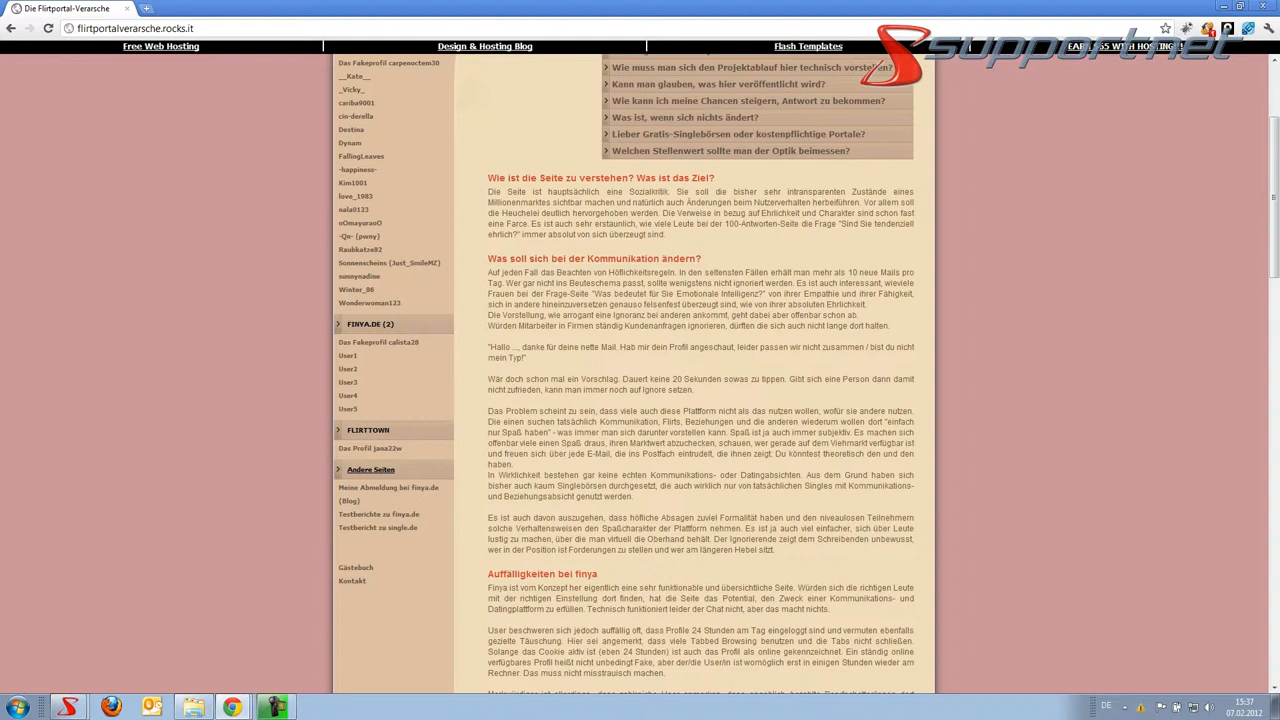 Die Flirtportal-Verarsche
flirtportalverarsche.rocks.it
Free Web Hosting
Design & Hosting Blog
Flash Templates
supportnet
Das Fakeprofil carpenoctem30
__Kate__
_Vicky_
cariba9001
cin-derella
Destina
Dynam
FallingLeaves
-happiness-
Kim1001
love_1983
nala0123
oOmayuraoO
-Qn- (pwny)
Raubkatze82
Sonnenscheins (Just_SmileMZ)
sunnynadine
Winter_86
Wonderwoman123
FINYA.DE (2)
Das Fakeprofil calista28
User1
User2
User3
User4
User5
FLIRTTOWN
Das Profil jana22w
Andere Seiten
Meine Abmeldung bei finya.de
(Blog)
Testberichte zu finya.de
Testbericht zu single.de
Gästebuch
Kontakt
Wie muss man sich den Projektablauf hier technisch vorstellen?
Kann man glauben, was hier veröffentlicht wird?
Wie kann ich meine Chancen steigern, Antwort zu bekommen?
Was ist, wenn sich nichts ändert?
Lieber Gratis-Singlebörsen oder kostenpflichtige Portale?
Welchen Stellenwert sollte man der Optik beimessen?
Wie ist die Seite zu verstehen? Was ist das Ziel?
Die Seite ist hauptsächlich eine Sozialkritik. Sie soll die bisher sehr intransparenten Zustände eines
Millionenmarktes sichtbar machen und natürlich auch Änderungen beim Nutzerverhalten herbeiführen. Vor allem soll
die Heuchelei deutlich hervorgehoben werden. Die Verweise in bezug auf Ehrlichkeit und Charakter sind schon fast
eine Farce. Es ist auch sehr erstaunlich, wie viele Leute bei der 100-Antworten-Seite die Frage "Sind Sie tendenziell
ehrlich?" immer absolut von sich überzeugt sind.
Was soll sich bei der Kommunikation ändern?
Auf jeden Fall das Beachten von Höflichkeitsregeln. In den seltensten Fällen erhält man mehr als 10 neue Mails pro
Tag. Wer gar nicht ins Beuteschema passt, sollte wenigstens nicht ignoriert werden. Es ist auch interessant, wieviele
Frauen bei der Frage-Seite "Was bedeutet für Sie Emotionale Intelligenz?" von ihrer Empathie und ihrer Fähigkeit,
sich in andere hineinzuversetzen genauso felsenfest überzeugt sind, wie von ihrer absoluten Ehrlichkeit.
Die Vorstellung, wie arrogant eine Ignoranz bei anderen ankommt, geht dabei aber offenbar schon ab.
Würden Mitarbeiter in Firmen ständig Kundenanfragen ignorieren, dürften die sich auch nicht lange dort halten.
"Hallo ..., danke für deine nette Mail. Hab mir dein Profil angeschaut, leider passen wir nicht zusammen / bist du nicht
mein Typ!"
Wär doch schon mal ein Vorschlag. Dauert keine 20 Sekunden sowas zu tippen. Gibt sich eine Person dann damit
nicht zufrieden, kann man immer noch auf Ignore setzen.
Das Problem scheint zu sein, dass viele auch diese Plattform nicht als das nutzen wollen, wofür sie andere nutzen.
Die einen suchen tatsächlich Kommunikation, Flirts, Beziehungen und die anderen wiederum wollen dort "einfach
nur Spaß haben" - was immer man sich darunter vorstellen kann. Spaß ist ja auch immer subjektiv. Es machen sich
offenbar viele einen Spaß draus, ihren Marktwert abzuchecken, schauen, wer gerade auf dem Viehmarkt verfügbar ist
und freuen sich über jede E-Mail, die ins Postfach eintrudelt, die ihnen zeigt: Du könntest theoretisch den und den
haben.
In Wirklichkeit bestehen gar keine echten Kommunikations- oder Datingabsichten. Aus dem Grund haben sich
bisher auch kaum Singlebörsen durchgesetzt, die auch wirklich nur von tatsächlichen Singles mit Kommunikations-
und Beziehungsabsicht genutzt werden.
Es ist auch davon auszugehen, dass höfliche Absagen zuviel Formalität haben und den niveaulosen Teilnehmern
solche Verhaltensweisen den Spaßcharakter der Plattform nehmen. Es ist ja auch viel einfacher, sich über Leute
lustig zu machen, über die man virtuell die Oberhand behält. Der Ignorierende zeigt dem Schreibenden unbewusst,
wer in der Position ist Forderungen zu stellen und wer am längeren Hebel sitzt.
Auffälligkeiten bei finya
Finya ist vom Konzept her eigentlich eine sehr funktionable und übersichtliche Seite. Würden sich die richtigen Leute
mit der richtigen Einstellung dort finden, hat die Seite das Potential, den Zweck einer Kommunikations- und
Datingplattform zu erfüllen. Technisch funktioniert leider der Chat nicht, aber das macht nichts.
User beschweren sich jedoch auffällig oft, dass Profile 24 Stunden am Tag eingeloggt sind und vermuten ebenfalls
gezielte Täuschung. Hier sei angemerkt, dass viele Tabbed Browsing benutzen und die Tabs nicht schließen.
Solange das Cookie aktiv ist (eben 24 Stunden) ist auch das Profil als online gekennzeichnet. Ein ständig online
verfügbares Profil heißt nicht unbedingt Fake, aber der/die User/in ist womöglich erst in einigen Stunden wieder am
Rechner. Das muss nicht misstrauisch machen.
DE
15:37
07.02.2012